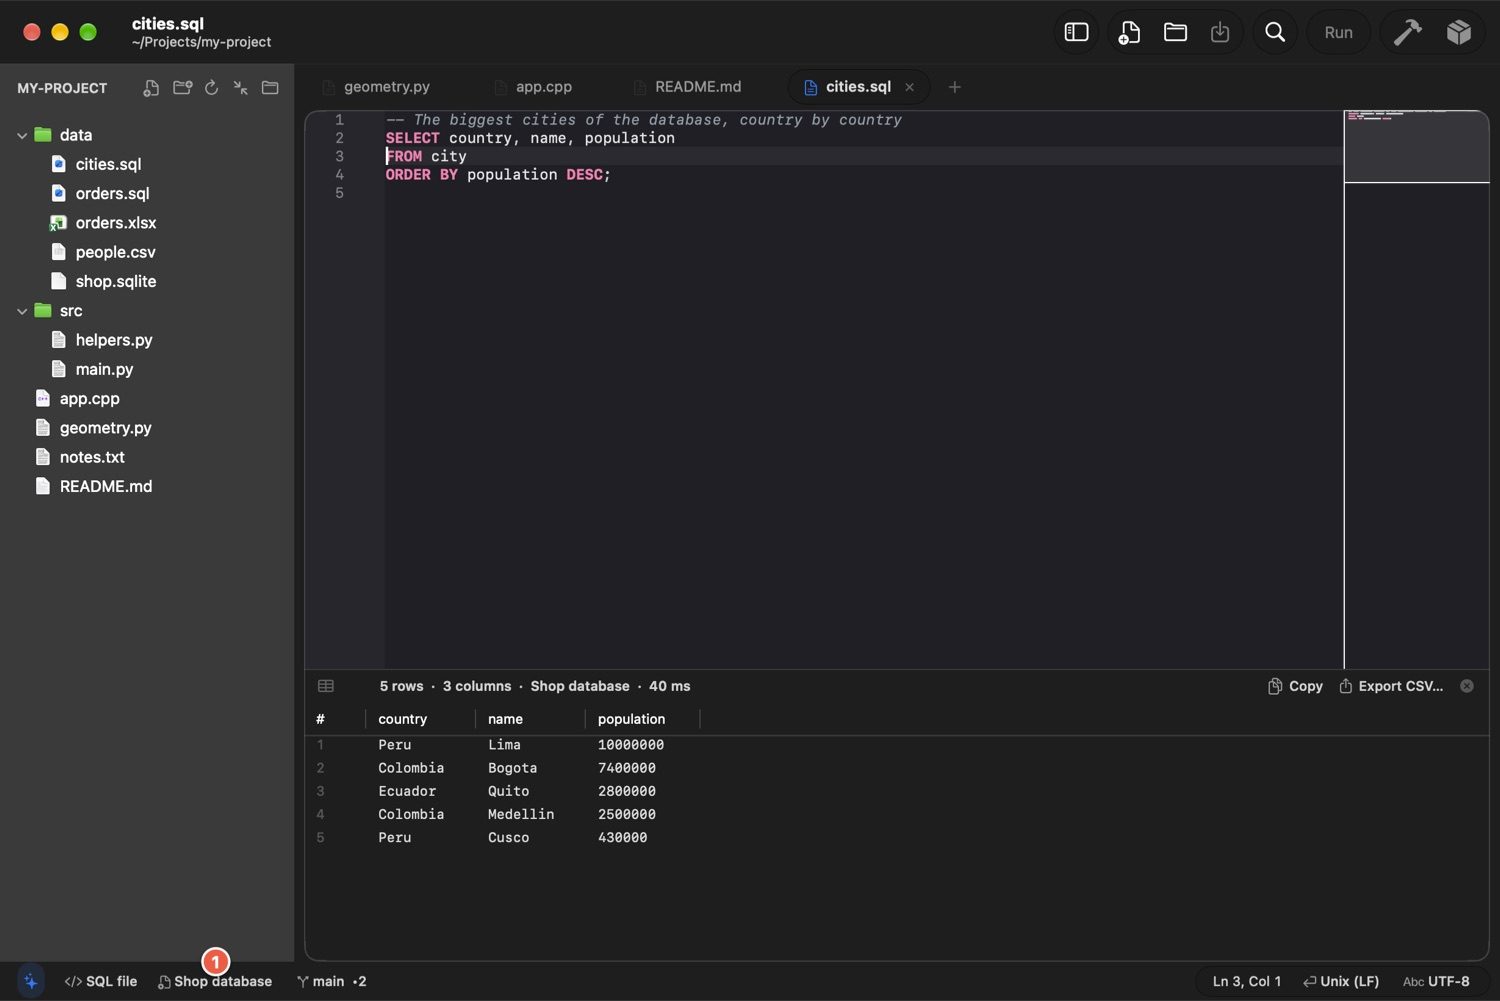 cities.sql
~/Projects/my-project
Run
MY-PROJECT
geometry.py
app.cpp
README.md
cities.sql
data
cities.sql
orders.sql
orders.xlsx
people.csv
shop.sqlite
src
helpers.py
main.py
app.cpp
geometry.py
notes.txt
README.md
1 -- The biggest cities of the database, country by country
2 SELECT country, name, population
3 FROM city
4 ORDER BY population DESC;
5
5 rows · 3 columns · Shop database · 40 ms
Copy
Export CSV...
# country name population
1 Peru Lima 10000000
2 Colombia Bogota 7400000
3 Ecuador Quito 2800000
4 Colombia Medellin 2500000
5 Peru Cusco 430000
1
</> SQL file
Shop database
main •2
Ln 3, Col 1
Unix (LF)
Abc UTF-8